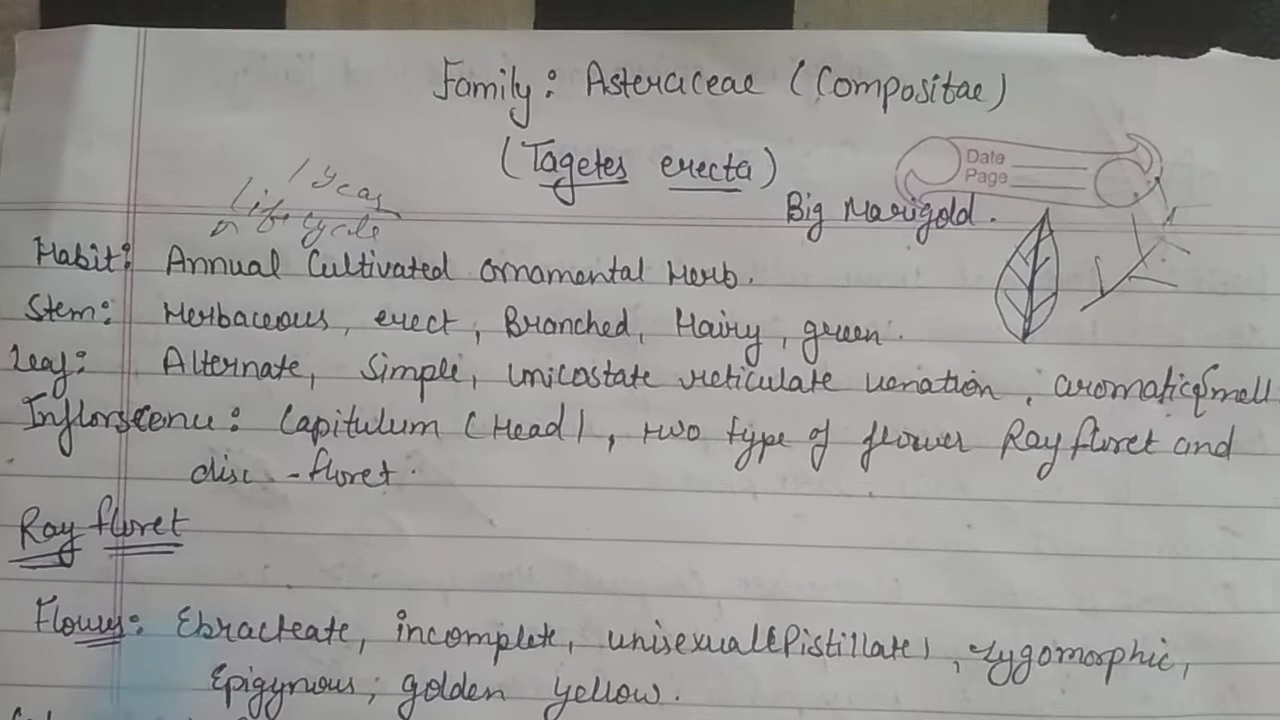 Family: Asteraceae (Compositae)
(Tagetes erecta)
Date
Page
Big Marigold.
1 year
life cycle
Habit: Annual Cultivated ornamental Herb.
Stem: Herbaceous, erect, Branched, Hairy, green.
Leaf: Alternate, Simple, unicostate reticulate venation, aromatic smell
Inflorscence: Capitulum (Head), two type of flower Ray floret and
disc - floret.
Ray floret
Flower: Ebracteate, incomplete, unisexual (Pistillate), zygomorphic,
Epigynous, golden yellow.